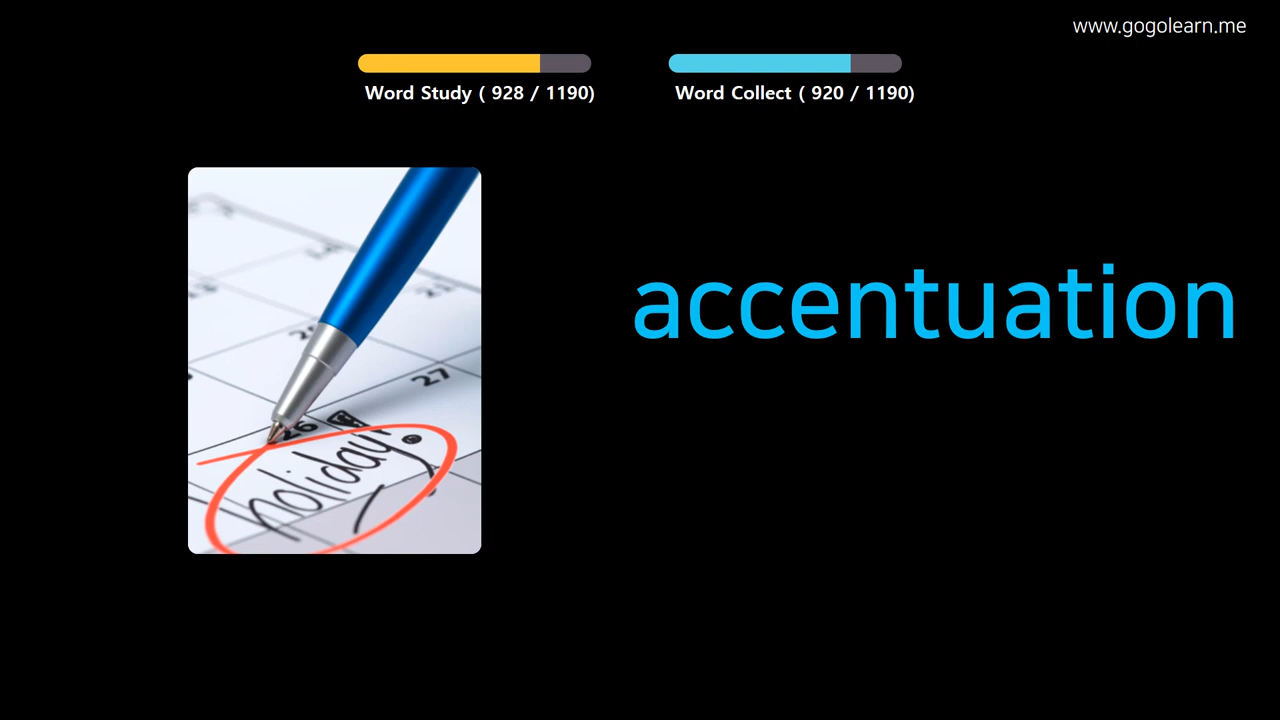 www.gogolearn.me
Word Study ( 928 / 1190)
Word Collect ( 920 / 1190)
accentuation
27
26
holiday